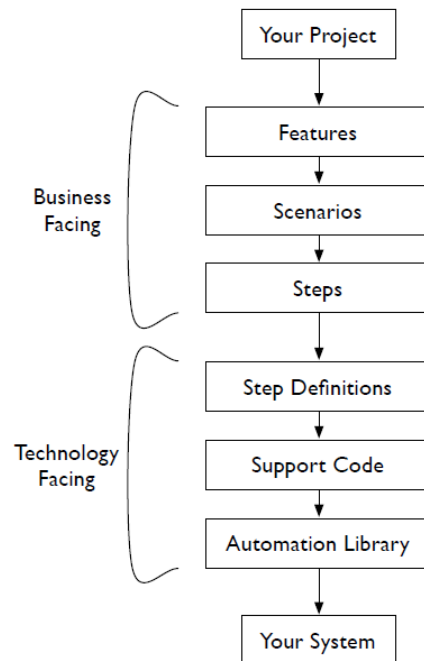 Your Project
Features
Business
Facing
Scenarios
Steps
Step Definitions
Technology
Facing
Support Code
Automation Library
Your System